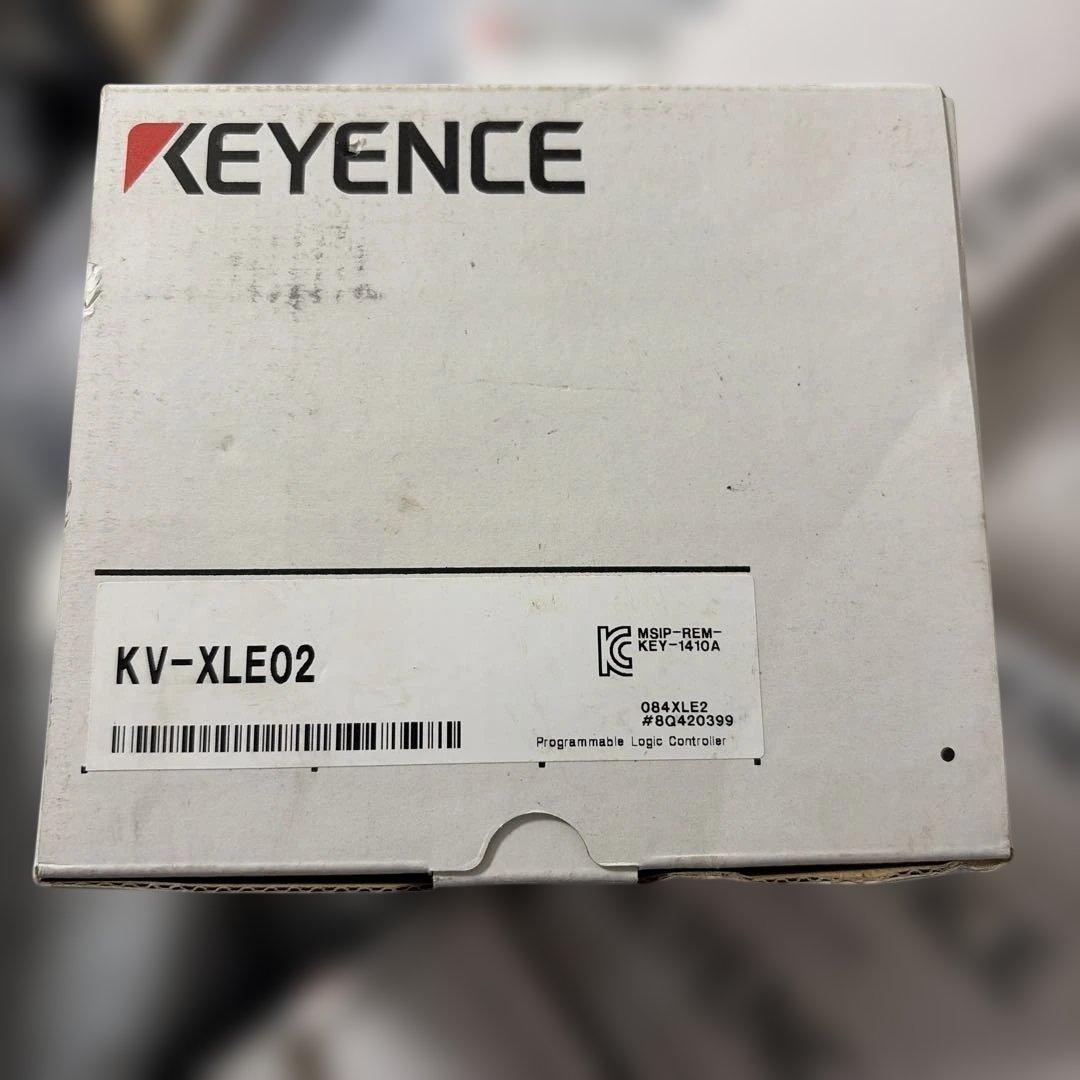 KEYENCE
KV-XLE02
MSIP-REM-
KEY-1410A
084XLE2
#8Q420399
Programmable Logic Controller